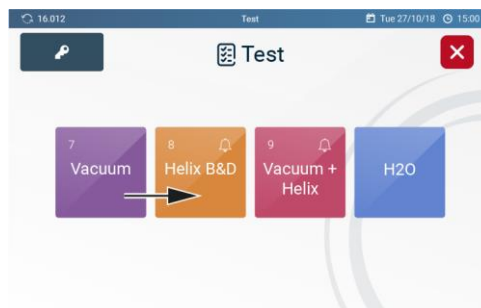 16.012
Test
Tue 27/10/18
15:00
Test
7
Vacuum
8
Helix B&D
9
Vacuum +
Helix
H2O